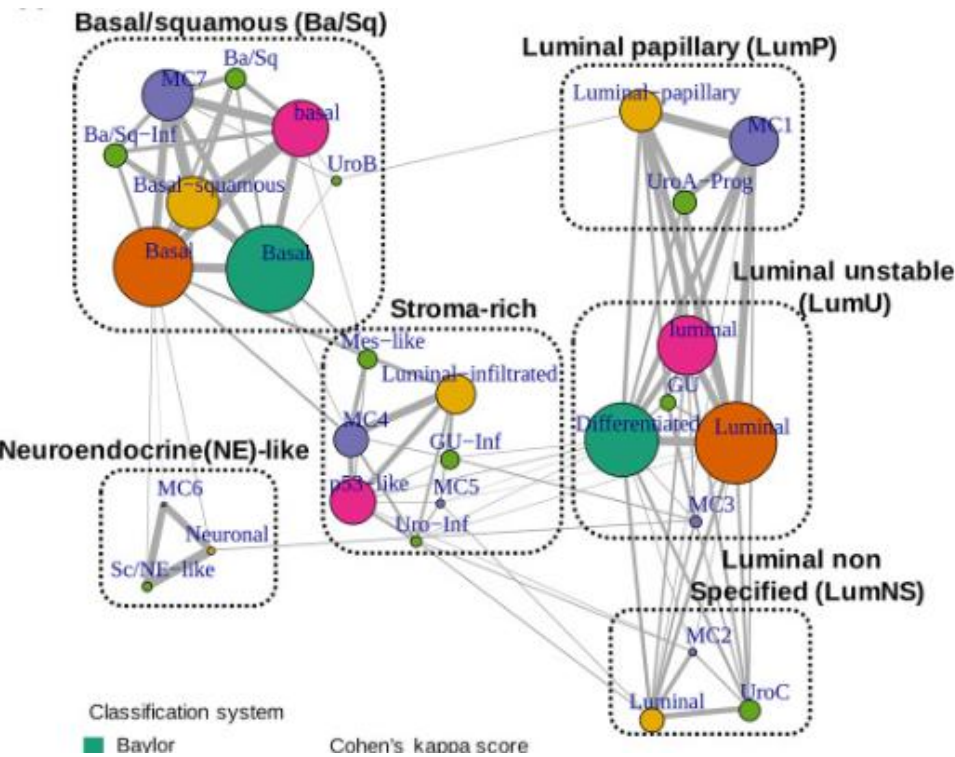 Basal/squamous (Ba/Sq)
MC7
Ba/Sq
basal
Ba/Sq-Inf
UroB
Basal-squamous
Basal
Basal
Luminal papillary (LumP)
Luminal-papillary
MC1
UroA-Prog
Luminal unstable
(LumU)
luminal
GU
Differentiated
Luminal
MC3
Stroma-rich
Mes-like
Luminal-infiltrated
MC4
GU-Inf
p53-like
MC5
Uro-Inf
Neuroendocrine(NE)-like
MC6
Neuronal
Sc/NE-like
Luminal non
Specified (LumNS)
MC2
Luminal
UroC
Classification system
Baylor
Cohen's kappa score